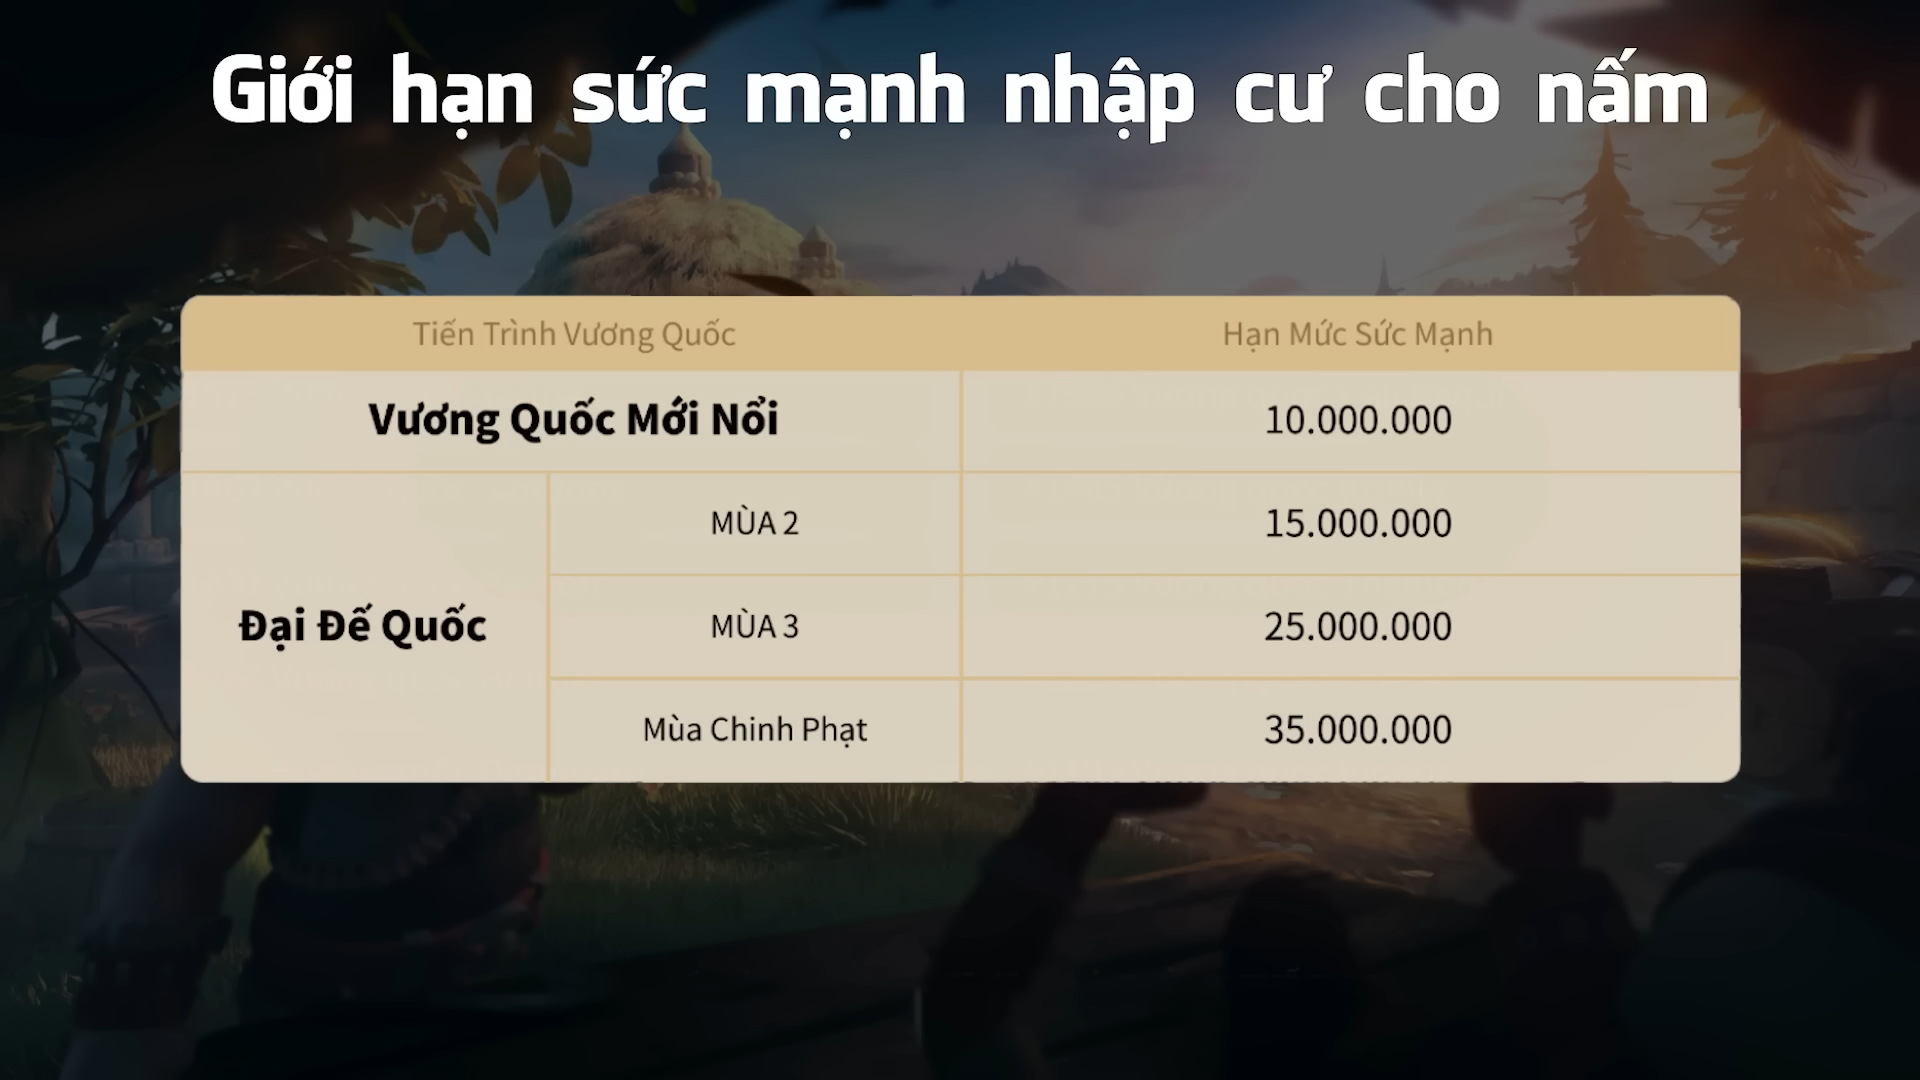 Giới hạn sức mạnh nhập cư cho nấm
Tiến Trình Vương Quốc
Hạn Mức Sức Mạnh
Vương Quốc Mới Nổi
10.000.000
Đại Đế Quốc
MÙA 2
15.000.000
MÙA 3
25.000.000
Mùa Chinh Phạt
35.000.000